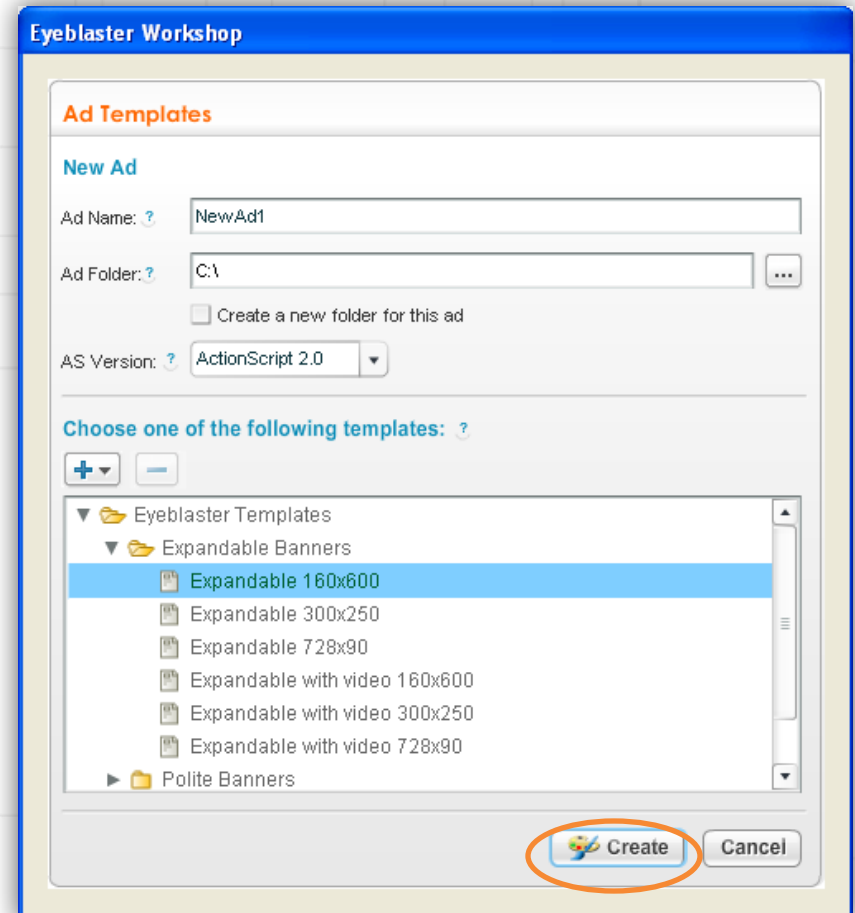 Eyeblaster Workshop
Ad Templates
New Ad
Ad Name: ? NewAd1
Ad Folder: ? C:\ ...
Create a new folder for this ad
AS Version: ? ActionScript 2.0
Choose one of the following templates: ?
Eyeblaster Templates
Expandable Banners
Expandable 160x600
Expandable 300x250
Expandable 728x90
Expandable with video 160x600
Expandable with video 300x250
Expandable with video 728x90
Polite Banners
Create Cancel